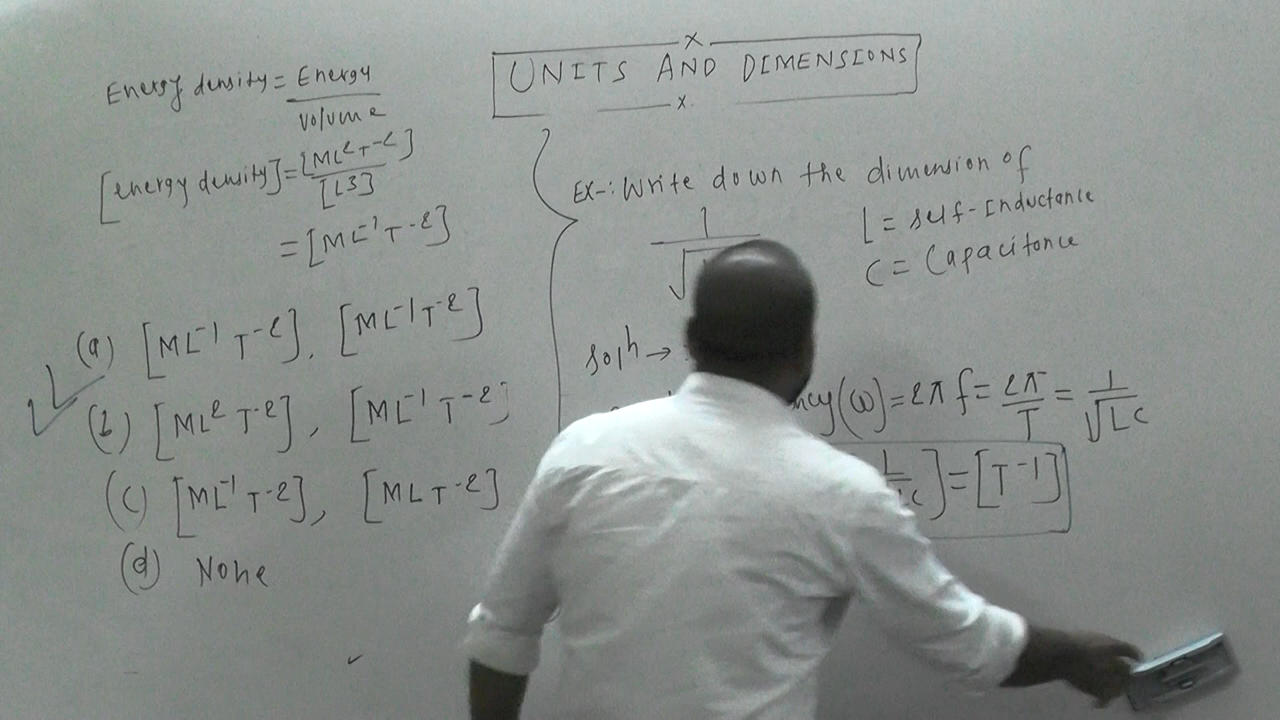 UNITS AND DIMENSIONS
Energy density = Energy / Volume
[energy density] = [ML²T⁻²] / [L3]
= [ML⁻¹T⁻²]
(a) [ML⁻¹T⁻²], [ML⁻¹T⁻²]
(b) [ML²T⁻²], [ML⁻¹T⁻²]
(c) [ML⁻¹T⁻²], [MLT⁻²]
(d) None
EX-: Write down the dimension of
1 / √
L = self-Inductance
C = Capacitance
Solⁿ →
(ω) = 2πf = 2π/T = 1/√LC
] = [T⁻¹]